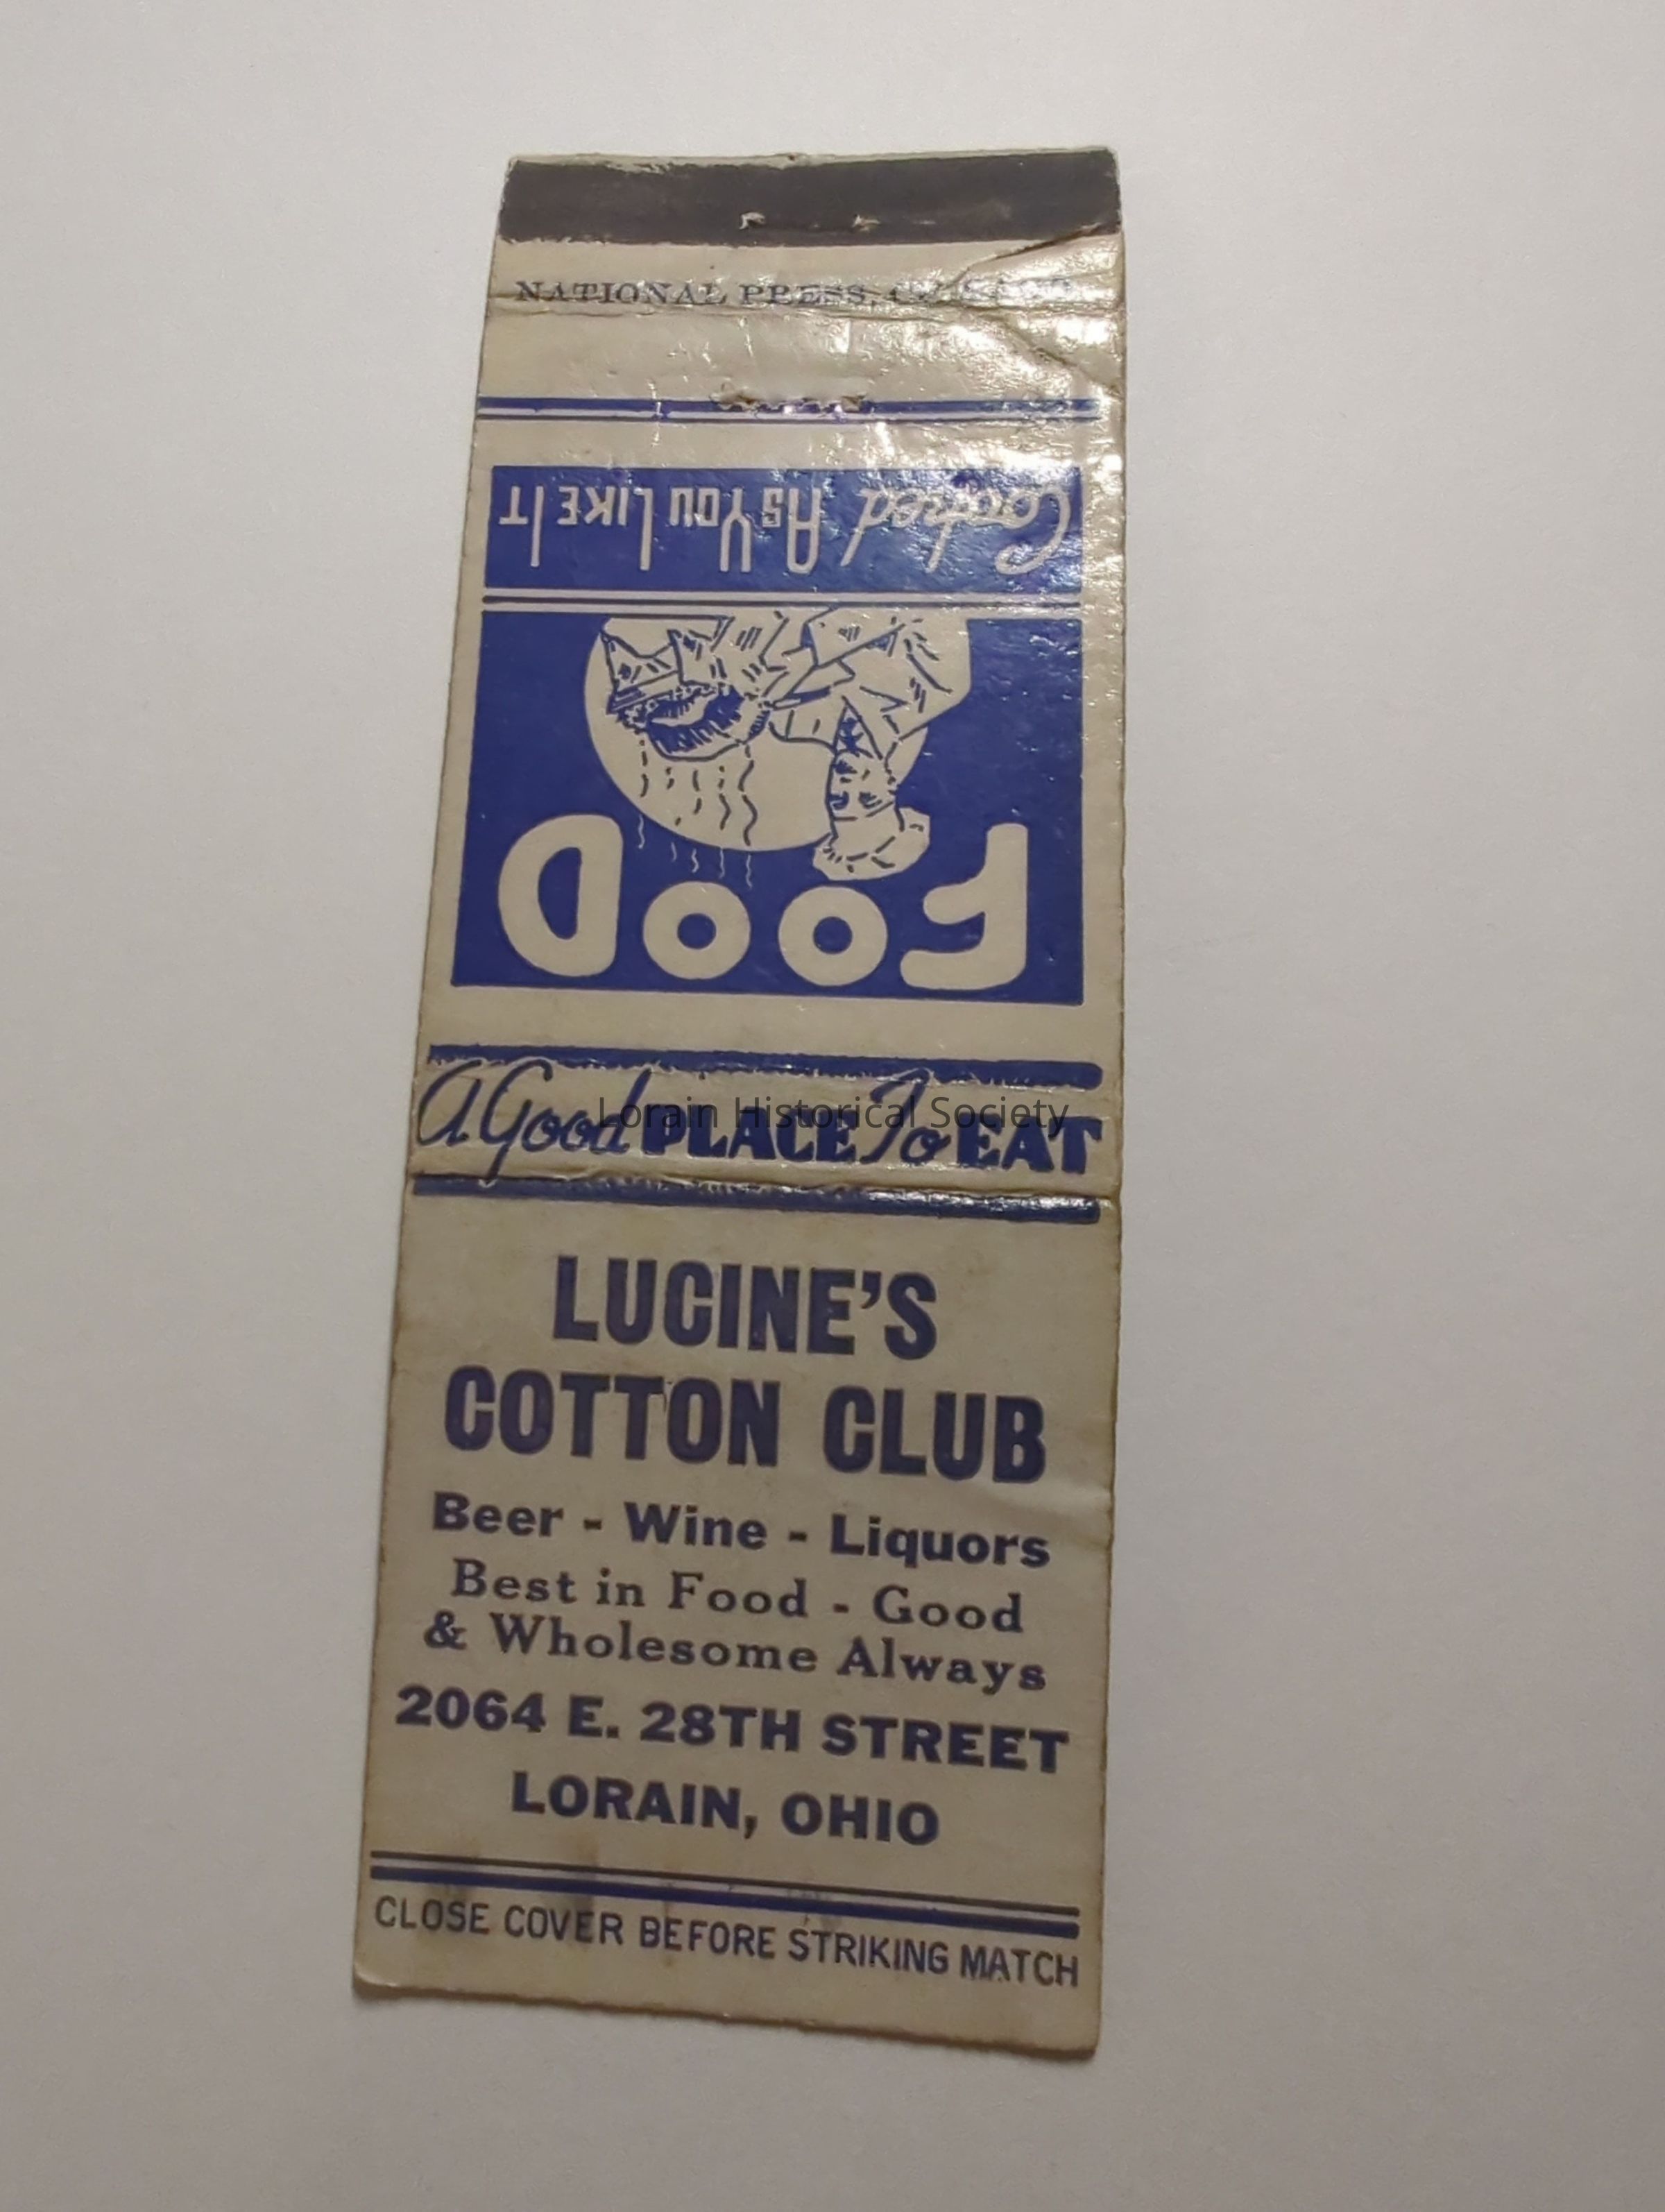 NATIONAL PRESS,
FOOD
Cooked AS YOU LIKE IT
A Good PLACE To EAT
Lorain Historical Society
LUCINE'S
COTTON CLUB
Beer - Wine - Liquors
Best in Food - Good
& Wholesome Always
2064 E. 28TH STREET
LORAIN, OHIO
CLOSE COVER BEFORE STRIKING MATCH